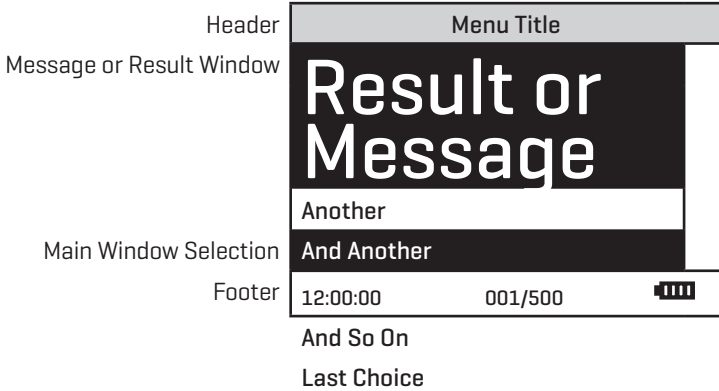 Header
Menu Title
Message or Result Window
Result or
Message
Another
Main Window Selection
And Another
Footer
12:00:00 001/500
And So On
Last Choice